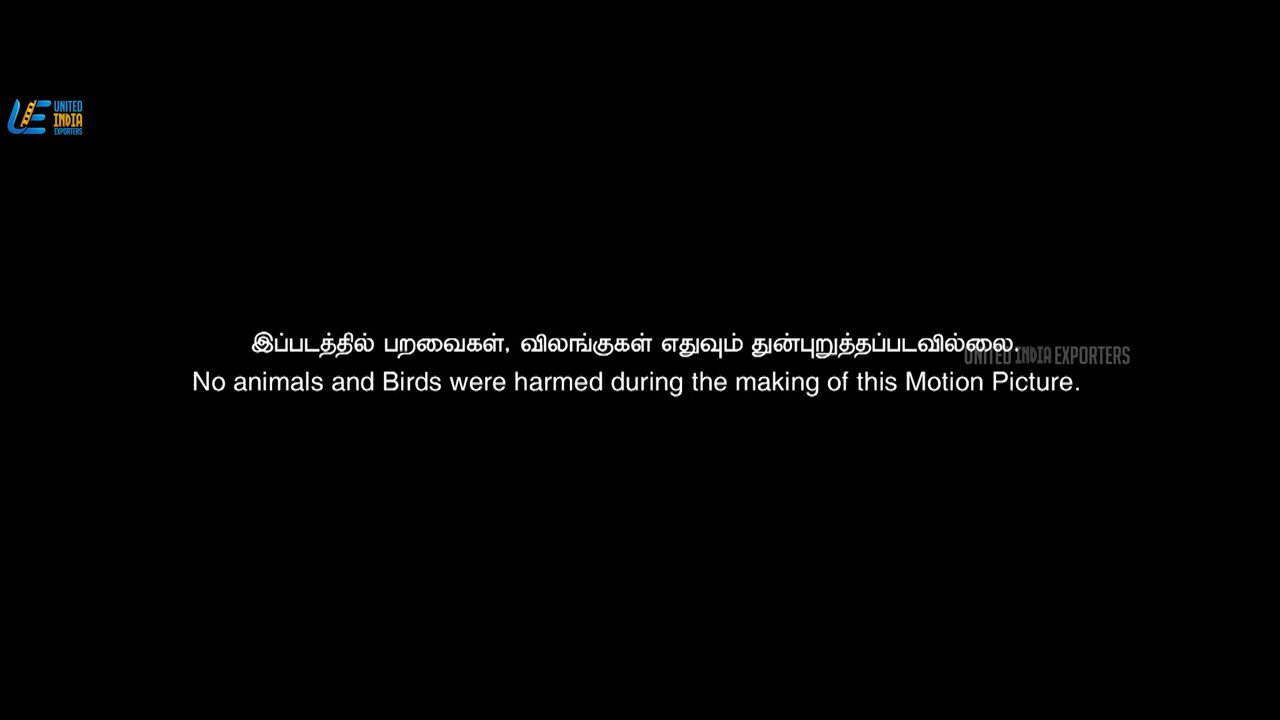 UNITED
INDIA
EXPORTERS
இப்படத்தில் பறவைகள், விலங்குகள் எதுவும் துன்புறுத்தப்படவில்லை.
UNITED INDIA EXPORTERS
No animals and Birds were harmed during the making of this Motion Picture.